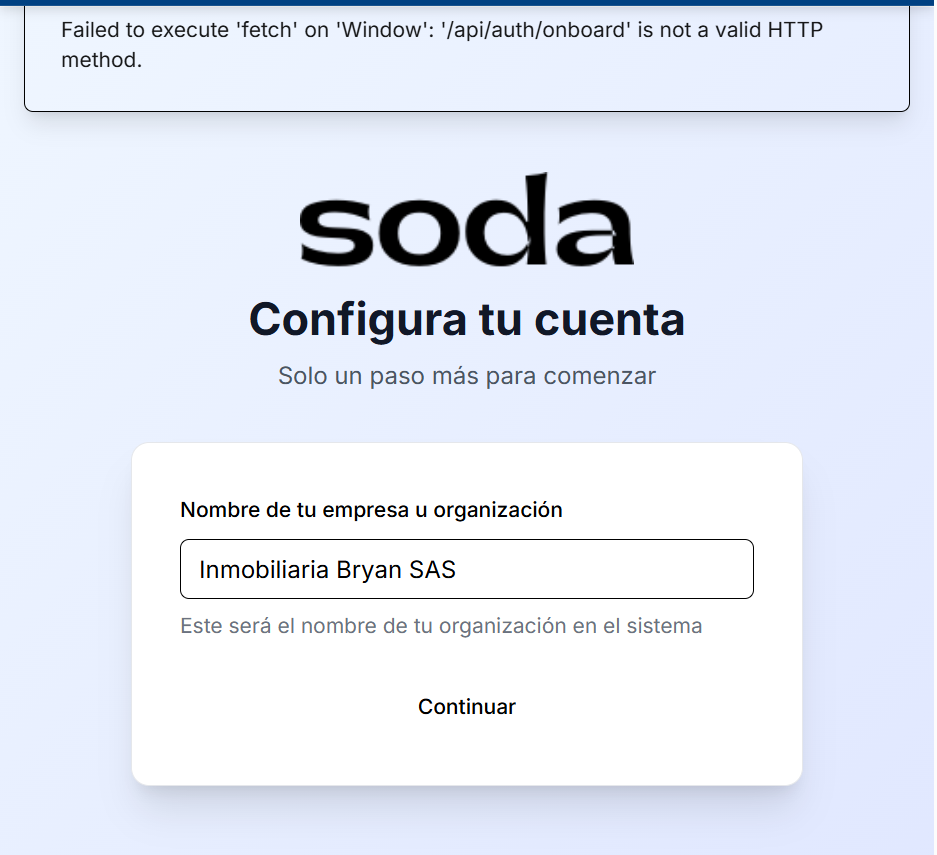 Failed to execute 'fetch' on 'Window': '/api/auth/onboard' is not a valid HTTP
method.
soda
Configura tu cuenta
Solo un paso más para comenzar
Nombre de tu empresa u organización
Inmobiliaria Bryan SAS
Este será el nombre de tu organización en el sistema
Continuar